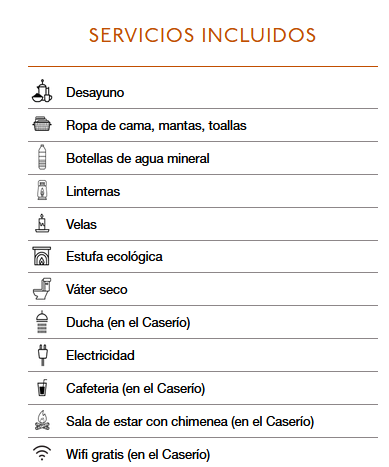 SERVICIOS INCLUIDOS
Desayuno
Ropa de cama, mantas, toallas
Botellas de agua mineral
Linternas
Velas
Estufa ecológica
Váter seco
Ducha (en el Caserío)
Electricidad
Cafeteria (en el Caserío)
Sala de estar con chimenea (en el Caserío)
Wifi gratis (en el Caserío)